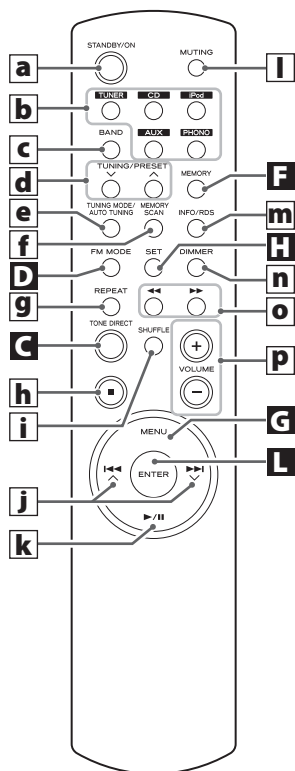 STANDBY/ON
MUTING
a
l
TUNER CD iPod
b
BAND
AUX PHONO
c
TUNING/PRESET
MEMORY
d
F
TUNING MODE/
AUTO TUNING
MEMORY
SCAN
INFO/RDS
e
f
m
FM MODE SET DIMMER
D
H
n
REPEAT
g
o
TONE DIRECT
SHUFFLE
C
+
VOLUME
p
h
i
MENU
G
ENTER
L
j
k